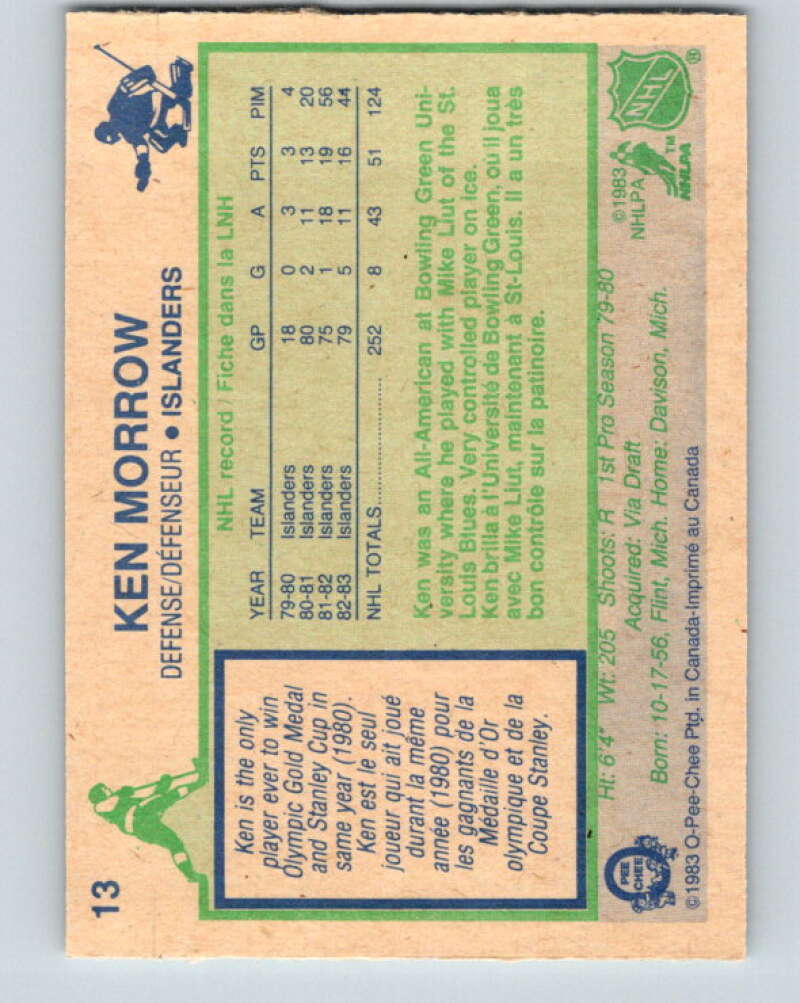 13
KEN MORROW
DEFENSE/DÉFENSEUR • ISLANDERS
Ken is the only
player ever to win
Olympic Gold Medal
and Stanley Cup in
same year (1980).
Ken est le seul
joueur qui ait joué
durant la même
année (1980) pour
les gagnants de la
Médaille d'Or
olympique et de la
Coupe Stanley.
NHL record / Fiche dans la LNH
YEAR TEAM GP G A PTS PIM
79-80 Islanders 18 0 3 3 4
80-81 Islanders 80 2 11 13 20
81-82 Islanders 75 1 18 19 56
82-83 Islanders 79 5 11 16 44
NHL TOTALS.................... 252 8 43 51 124
Ken was an All-American at Bowling Green Uni-
versity where he played with Mike Liut of the St.
Louis Blues. Very controlled player on ice.
Ken brilla à l'Université de Bowling Green, ou il joua
avec Mike Liut, maintenant à St-Louis. Il a un très
bon contrôle sur la patinoire.
Ht: 6'4" Wt: 205 Shoots: R 1st Pro Season 79-80
Acquired: Via Draft
Born: 10-17-56, Flint, Mich. Home: Davison, Mich.
©1983 O-Pee-Chee Ptd. in Canada-Imprimé au Canada
PEE
CHEE
©1983
NHLPA
TM
NHLPA
NHL
®